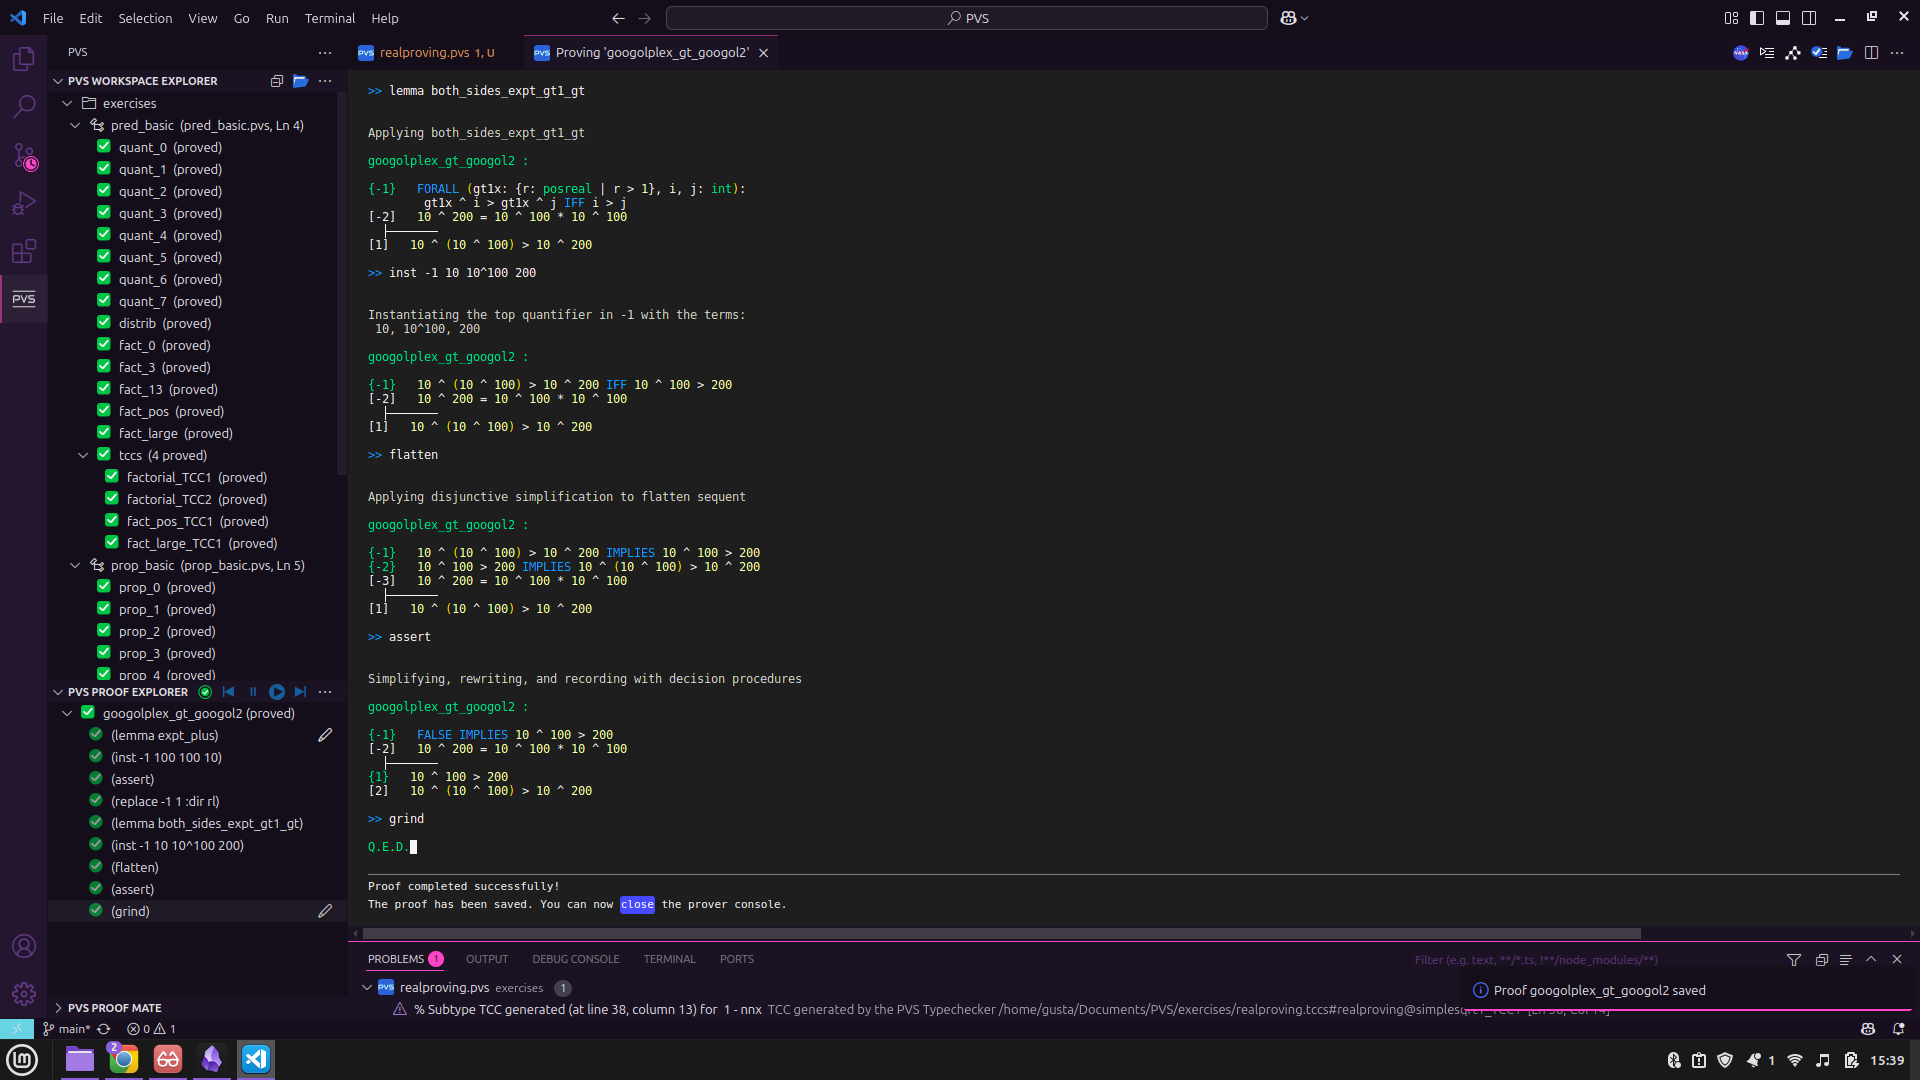 File Edit Selection View Go Run Terminal Help
PVS
PVS
PVS WORKSPACE EXPLORER
exercises
pred_basic (pred_basic.pvs, Ln 4)
quant_0 (proved)
quant_1 (proved)
quant_2 (proved)
quant_3 (proved)
quant_4 (proved)
quant_5 (proved)
quant_6 (proved)
quant_7 (proved)
distrib (proved)
fact_0 (proved)
fact_3 (proved)
fact_13 (proved)
fact_pos (proved)
fact_large (proved)
tccs (4 proved)
factorial_TCC1 (proved)
factorial_TCC2 (proved)
fact_pos_TCC1 (proved)
fact_large_TCC1 (proved)
prop_basic (prop_basic.pvs, Ln 5)
prop_0 (proved)
prop_1 (proved)
prop_2 (proved)
prop_3 (proved)
prop_4 (proved)
PVS
PVS PROOF EXPLORER
googolplex_gt_googol2 (proved)
(lemma expt_plus)
(inst -1 100 100 10)
(assert)
(replace -1 1 :dir rl)
(lemma both_sides_expt_gt1_gt)
(inst -1 10 10^100 200)
(flatten)
(assert)
(grind)
PVS PROOF MATE
PVS realproving.pvs 1, U
PVS Proving 'googolplex_gt_googol2'
>> lemma both_sides_expt_gt1_gt
Applying both_sides_expt_gt1_gt
googolplex_gt_googol2 :
{-1} FORALL (gt1x: {r: posreal | r > 1}, i, j: int):
gt1x ^ i > gt1x ^ j IFF i > j
[-2] 10 ^ 200 = 10 ^ 100 * 10 ^ 100
[1] 10 ^ (10 ^ 100) > 10 ^ 200
>> inst -1 10 10^100 200
Instantiating the top quantifier in -1 with the terms:
10, 10^100, 200
googolplex_gt_googol2 :
{-1} 10 ^ (10 ^ 100) > 10 ^ 200 IFF 10 ^ 100 > 200
[-2] 10 ^ 200 = 10 ^ 100 * 10 ^ 100
[1] 10 ^ (10 ^ 100) > 10 ^ 200
>> flatten
Applying disjunctive simplification to flatten sequent
googolplex_gt_googol2 :
{-1} 10 ^ (10 ^ 100) > 10 ^ 200 IMPLIES 10 ^ 100 > 200
{-2} 10 ^ 100 > 200 IMPLIES 10 ^ (10 ^ 100) > 10 ^ 200
[-3] 10 ^ 200 = 10 ^ 100 * 10 ^ 100
[1] 10 ^ (10 ^ 100) > 10 ^ 200
>> assert
Simplifying, rewriting, and recording with decision procedures
googolplex_gt_googol2 :
{-1} FALSE IMPLIES 10 ^ 100 > 200
[-2] 10 ^ 200 = 10 ^ 100 * 10 ^ 100
{1} 10 ^ 100 > 200
[2] 10 ^ (10 ^ 100) > 10 ^ 200
>> grind
Q.E.D.
Proof completed successfully!
The proof has been saved. You can now close the prover console.
PROBLEMS 1 OUTPUT DEBUG CONSOLE TERMINAL PORTS
Filter (e.g. text, **/*.ts, !**/node_modules/**)
PVS realproving.pvs exercises 1
% Subtype TCC generated (at line 38, column 13) for 1 - nnx TCC generated by the PVS Typechecker /home/gusta/Documents/PVS/exercises/realproving.tccs#realproving@simplesq
Proof googolplex_gt_googol2 saved
main* 0 1
2
1 15:39